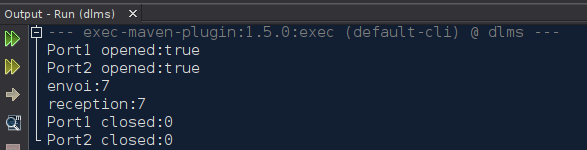 Output - Run (dlms)
--- exec-maven-plugin:1.5.0:exec (default-cli) @ dlms ---
Port1 opened:true
Port2 opened:true
envoi:7
reception:7
Port1 closed:0
Port2 closed:0